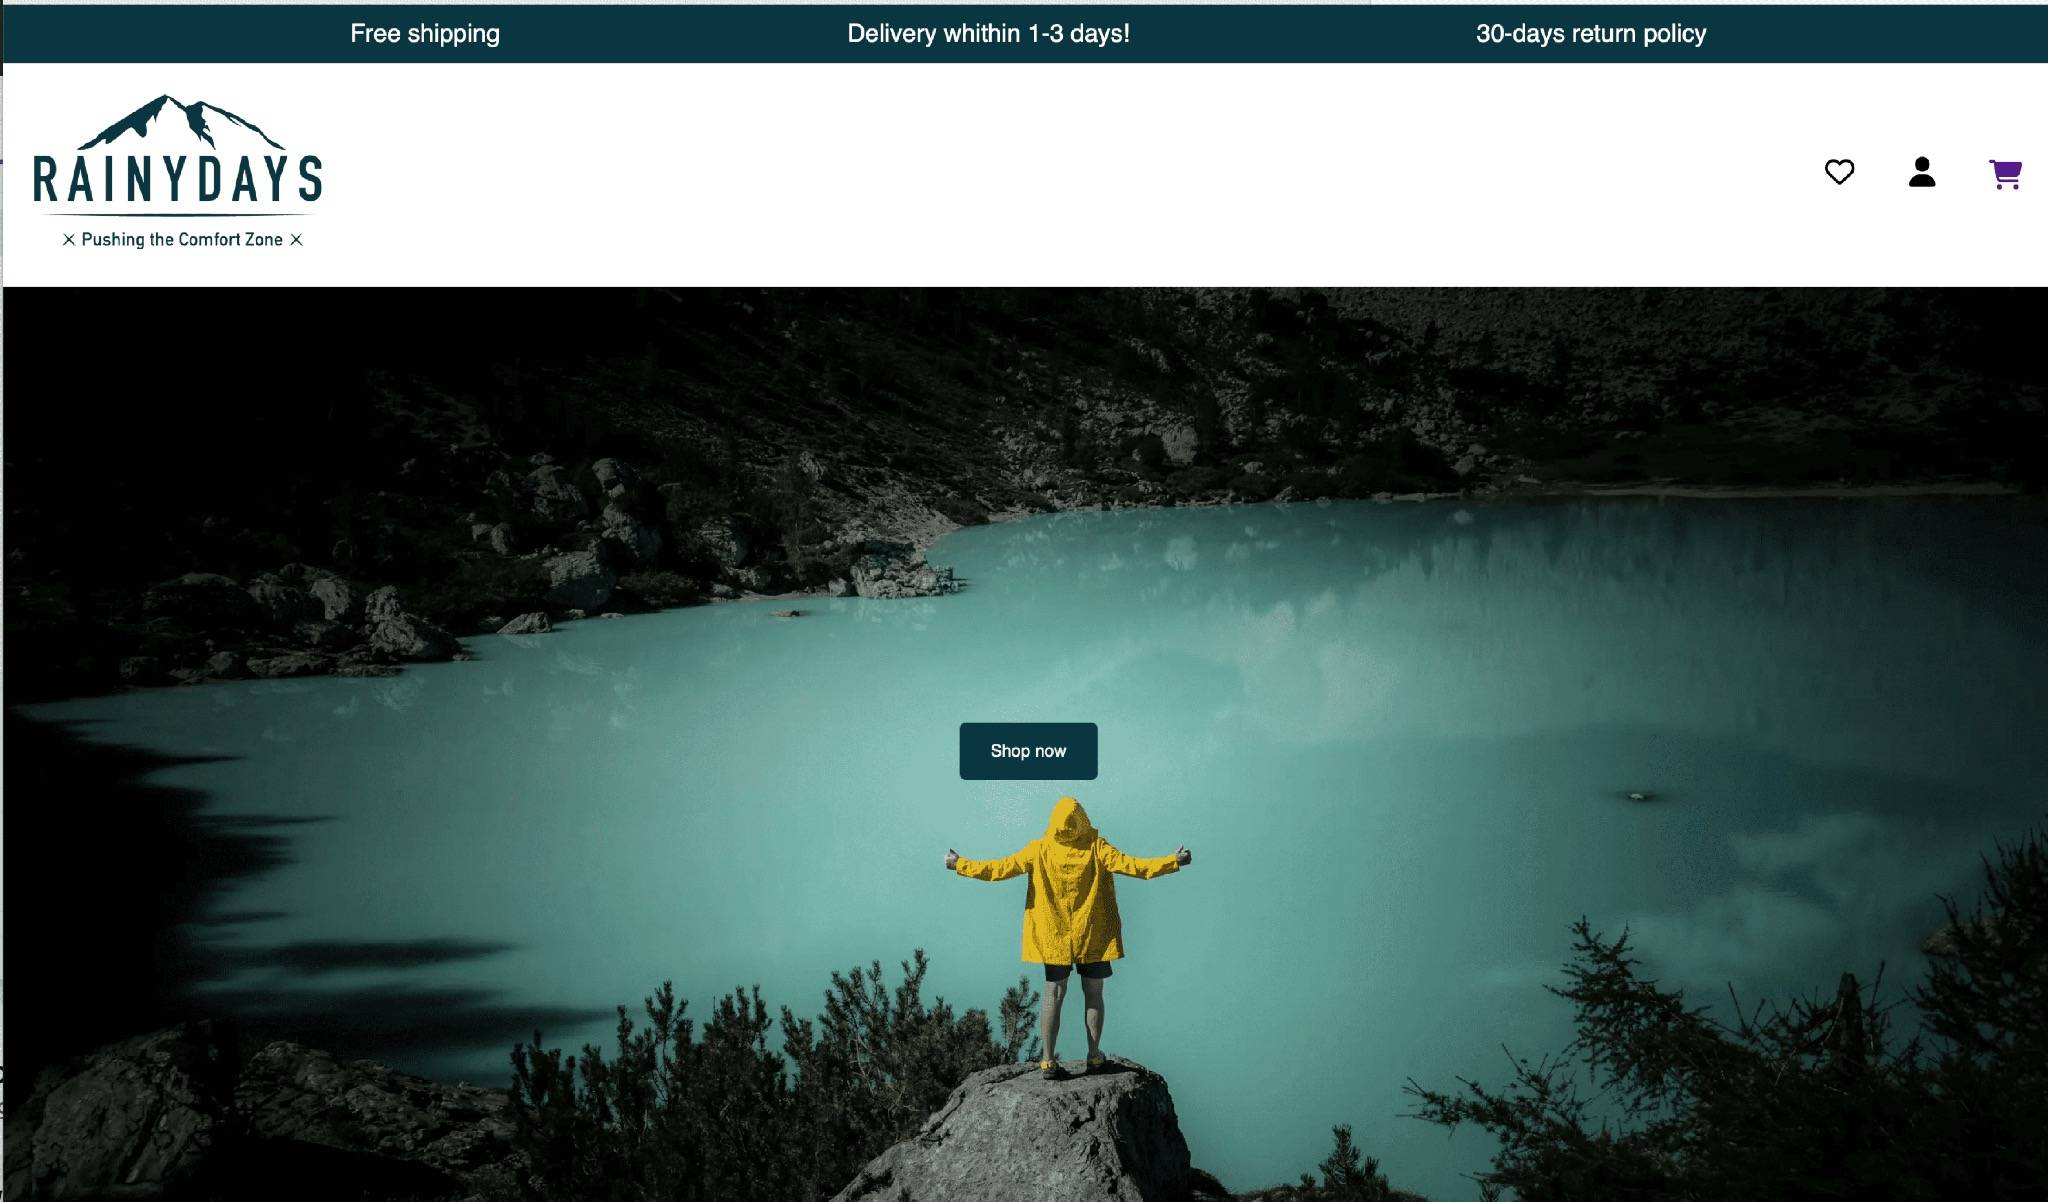 Free shipping
Delivery whithin 1-3 days!
30-days return policy
RAINYDAYS
Pushing the Comfort Zone
Shop now